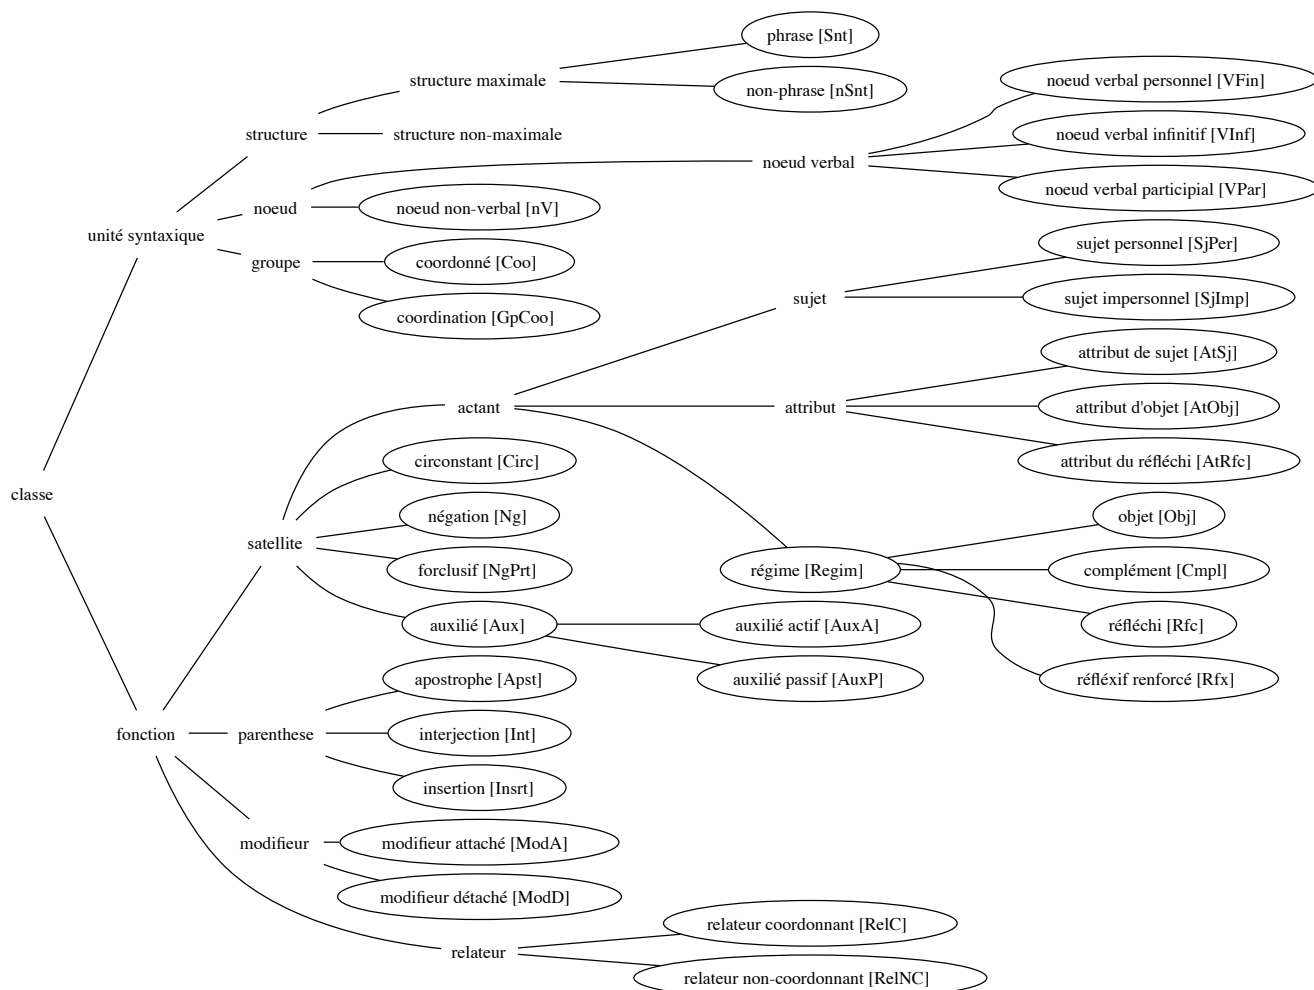 phrase [Snt]
structure maximale
noeud verbal personnel [VFin]
non-phrase [nSnt]
structure
structure non-maximale
noeud verbal infinitif [VInf]
noeud verbal
noeud verbal participial [VPar]
noeud
noeud non-verbal [nV]
unité syntaxique
sujet personnel [SjPer]
groupe
coordonné [Coo]
sujet
sujet impersonnel [SjImp]
coordination [GpCoo]
attribut de sujet [AtSj]
actant
attribut
attribut d'objet [AtObj]
circonstant [Circ]
attribut du réfléchi [AtRfc]
classe
négation [Ng]
objet [Obj]
satellite
forclusif [NgPrt]
régime [Regim]
complément [Cmpl]
auxilié [Aux]
auxilié actif [AuxA]
réfléchi [Rfc]
apostrophe [Apst]
auxilié passif [AuxP]
réfléxif renforcé [Rfx]
fonction
parenthese
interjection [Int]
insertion [Insrt]
modifieur
modifieur attaché [ModA]
modifieur détaché [ModD]
relateur coordonnant [RelC]
relateur
relateur non-coordonnant [RelNC]